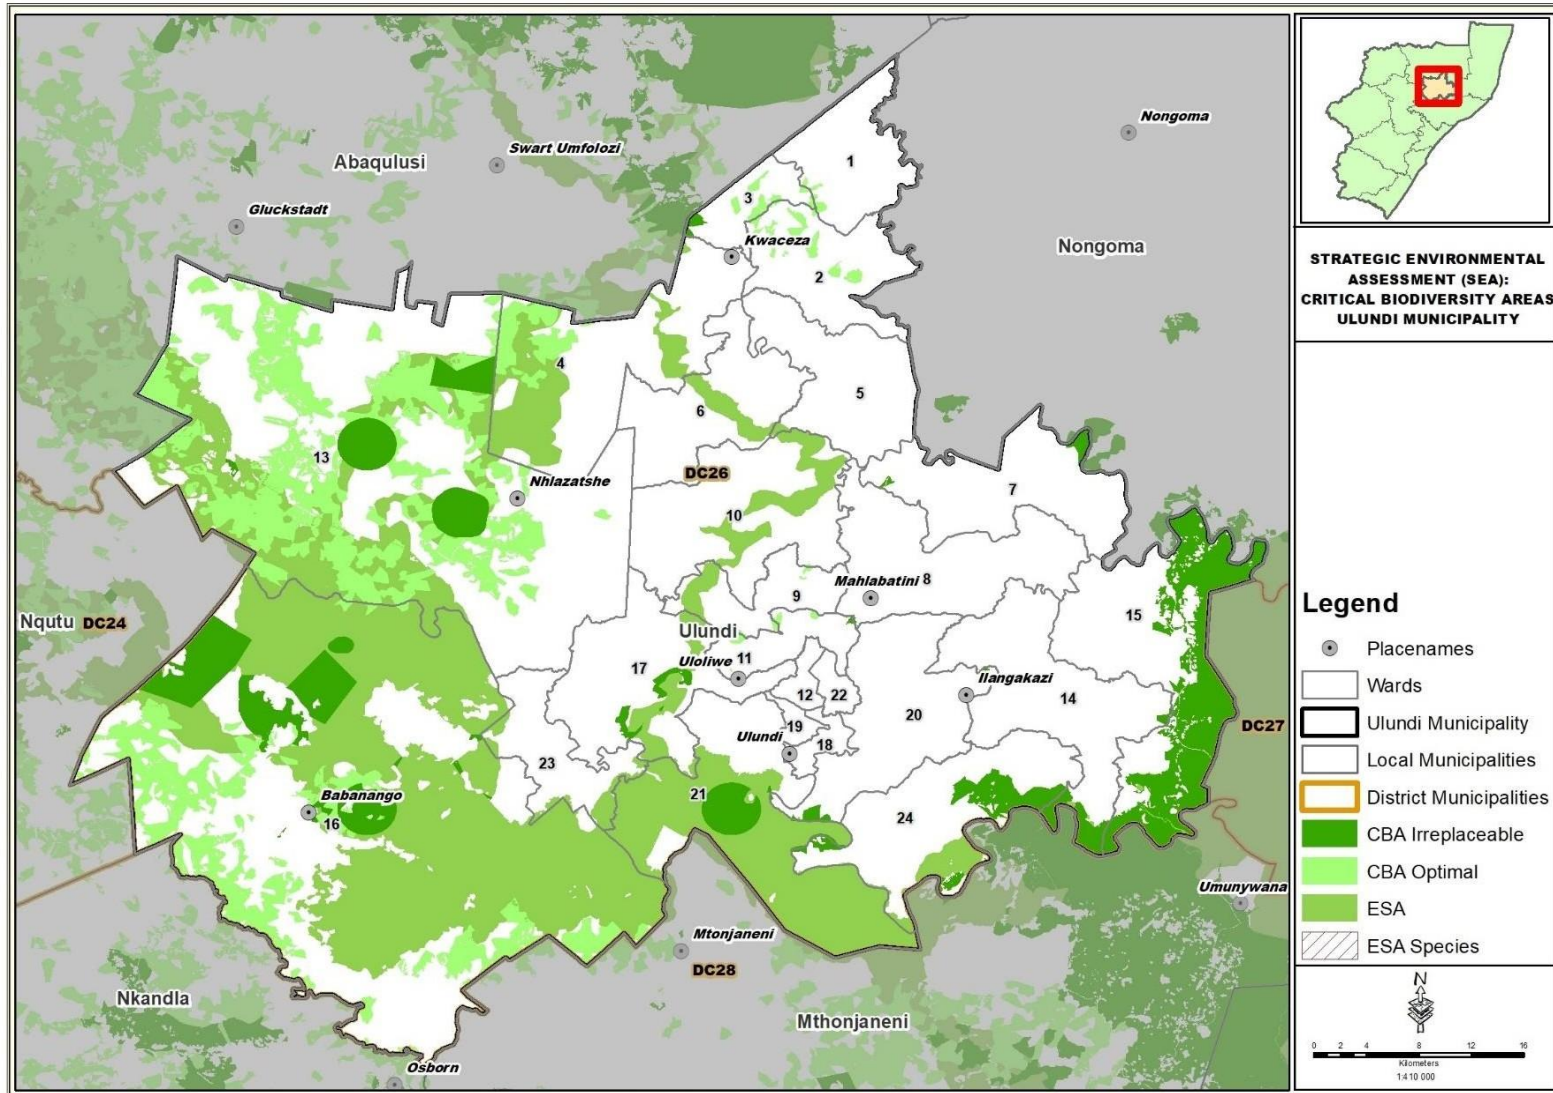 Nongoma
Swart Umfolozi
Abaqulusi
1
3
Gluckstadt
Kwaceza
Nongoma
2
4
5
6
13
DC26
Nhlazatshe
7
10
Mahlabatini
8
9
15
Nqutu
DC24
Ulundi
17
Uloliwe
11
12
22
Ilangakazi
14
20
19
18
Ulundi
DC27
23
21
Babanango
16
24
Umunywana
Mtonjaneni
DC28
Nkandla
Mthonjaneni
Osborn
STRATEGIC ENVIRONMENTAL
ASSESSMENT (SEA):
CRITICAL BIODIVERSITY AREAS
ULUNDI MUNICIPALITY
Legend
Placenames
Wards
Ulundi Municipality
Local Municipalities
District Municipalities
CBA Irreplaceable
CBA Optimal
ESA
ESA Species
N
0 2 4 8 12 16
Kilometers
1:410 000